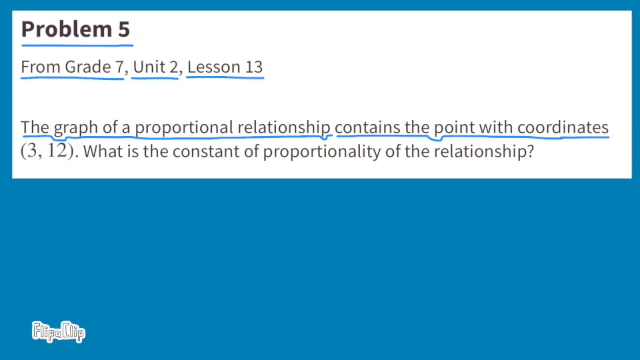 Problem 5
From Grade 7, Unit 2, Lesson 13
The graph of a proportional relationship contains the point with coordinates
(3, 12). What is the constant of proportionality of the relationship?
FlipaClip